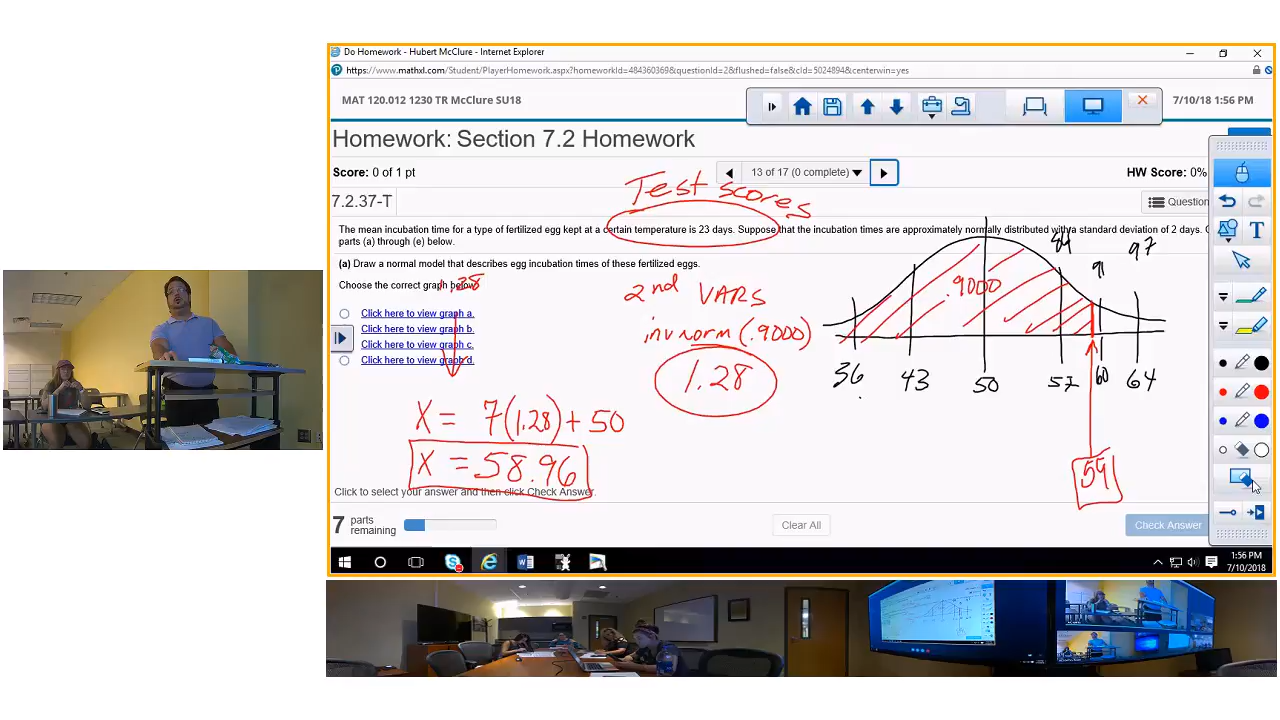 Do Homework - Hubert McClure - Internet Explorer
https://www.mathxl.com/Student/PlayerHomework.aspx?homeworkId=484360369&questionId=2&flushed=false&cId=5024894&centerwin=yes
MAT 120.012 1230 TR McClure SU18
7/10/18 1:56 PM
Homework: Section 7.2 Homework
Score: 0 of 1 pt
13 of 17 (0 complete)
HW Score: 0%
Test scores
7.2.37-T
Question
The mean incubation time for a type of fertilized egg kept at a certain temperature is 23 days. Suppose that the incubation times are approximately normally distributed with a standard deviation of 2 days.
parts (a) through (e) below.
(a) Draw a normal model that describes egg incubation times of these fertilized eggs.
Choose the correct graph below.
1.28
Click here to view graph a.
Click here to view graph b.
Click here to view graph c.
Click here to view graph d.
2nd VARS
invnorm(.9000)
1.28
X = 7(1.28)+50
X = 58.96
84
91
97
.9000
36 43 50 57 60 64
59
Click to select your answer and then click Check Answer.
7 parts remaining
Clear All
Check Answer
T
1:56 PM
7/10/2018